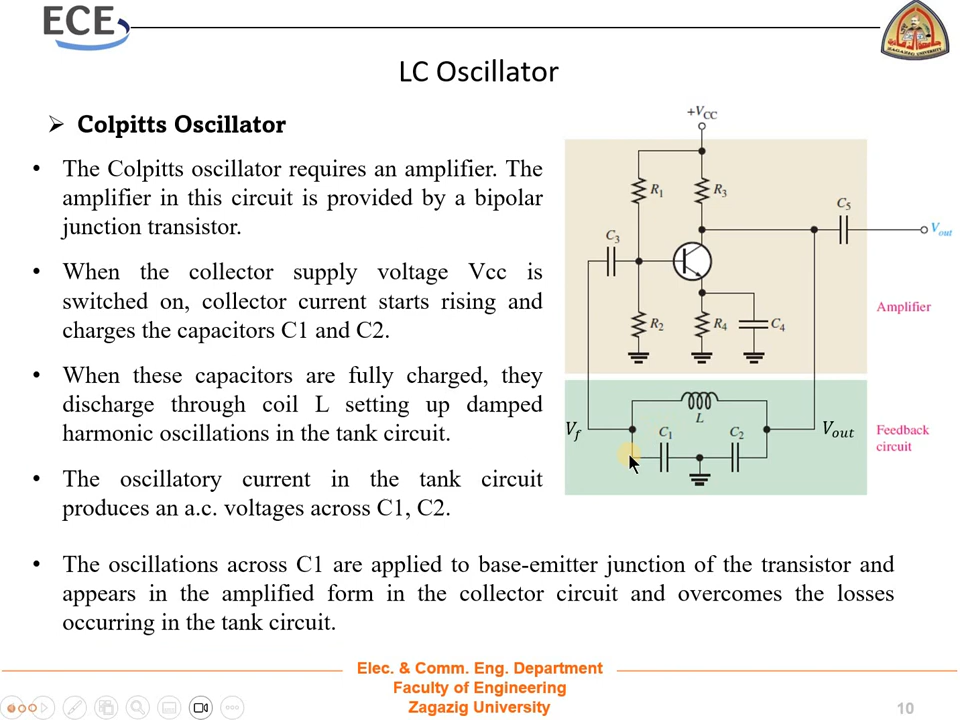 ECE
ZAGAZIG UNIVERSITY
LC Oscillator
➢ Colpitts Oscillator
• The Colpitts oscillator requires an amplifier. The
amplifier in this circuit is provided by a bipolar
junction transistor.
• When the collector supply voltage Vcc is
switched on, collector current starts rising and
charges the capacitors C1 and C2.
• When these capacitors are fully charged, they
discharge through coil L setting up damped
harmonic oscillations in the tank circuit.
• The oscillatory current in the tank circuit
produces an a.c. voltages across C1, C2.
• The oscillations across C1 are applied to base-emitter junction of the transistor and
appears in the amplified form in the collector circuit and overcomes the losses
occurring in the tank circuit.
+VCC
R1
R3
C5
Vout
C3
Amplifier
R2
R4
C4
L
Vf
C1
C2
Vout
Feedback
circuit
Elec. & Comm. Eng. Department
Faculty of Engineering
Zagazig University
10